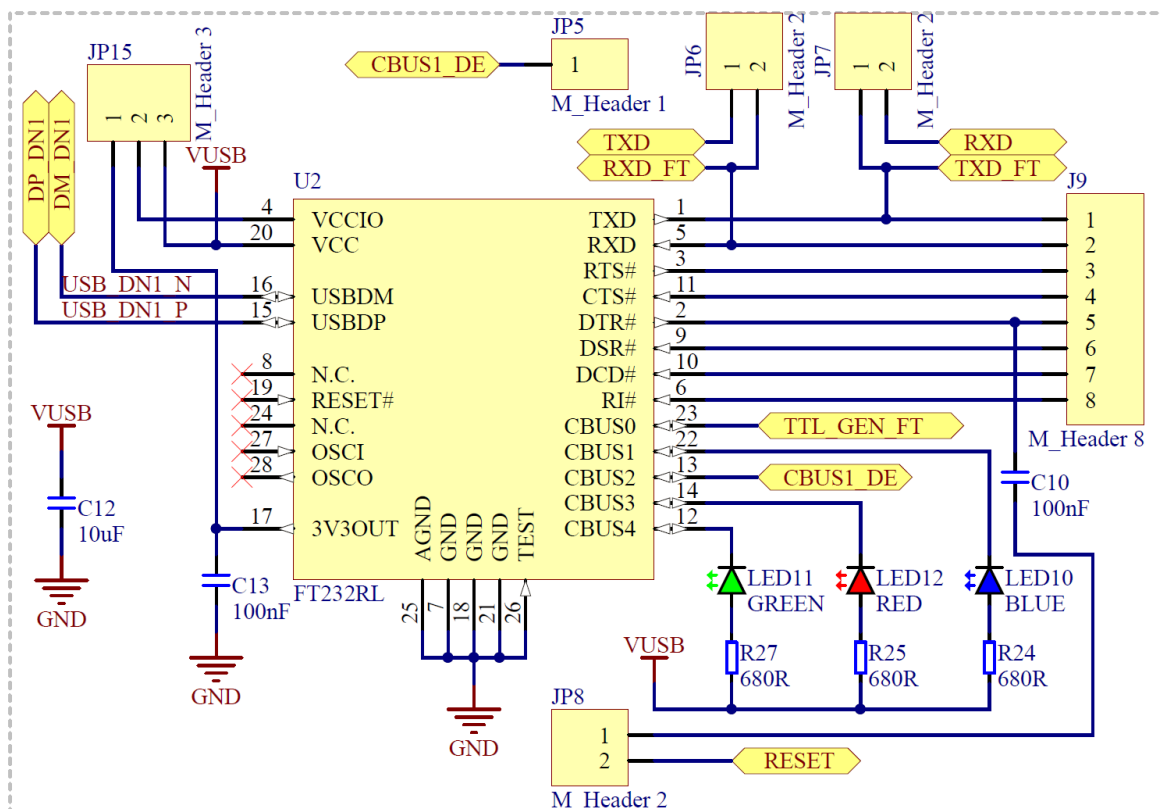 JP15
M_Header 3
1
2
3
DP_DN1
DM_DN1
VUSB
CBUS1_DE
JP5
1
M_Header 1
JP6
M_Header 2
1
2
JP7
M_Header 2
1
2
TXD
RXD_FT
RXD
TXD_FT
U2
4 VCCIO
20 VCC
USB_DN1_N
16 USBDM
USB_DN1_P
15 USBDP
8 N.C.
19 RESET#
24 N.C.
27 OSCI
28 OSCO
17 3V3OUT
TXD 1
RXD 5
RTS# 3
CTS# 11
DTR# 2
DSR# 9
DCD# 10
RI# 6
CBUS0 23
CBUS1 22
CBUS2 13
CBUS3 14
CBUS4 12
AGND
GND
GND
GND
TEST
25
7
18
21
26
FT232RL
J9
1
2
3
4
5
6
7
8
M_Header 8
TTL_GEN_FT
CBUS1_DE
C10
100nF
VUSB
C12
10uF
GND
C13
100nF
GND
GND
LED11
GREEN
LED12
RED
LED10
BLUE
VUSB
R27
680R
R25
680R
R24
680R
JP8
1
2
M_Header 2
RESET